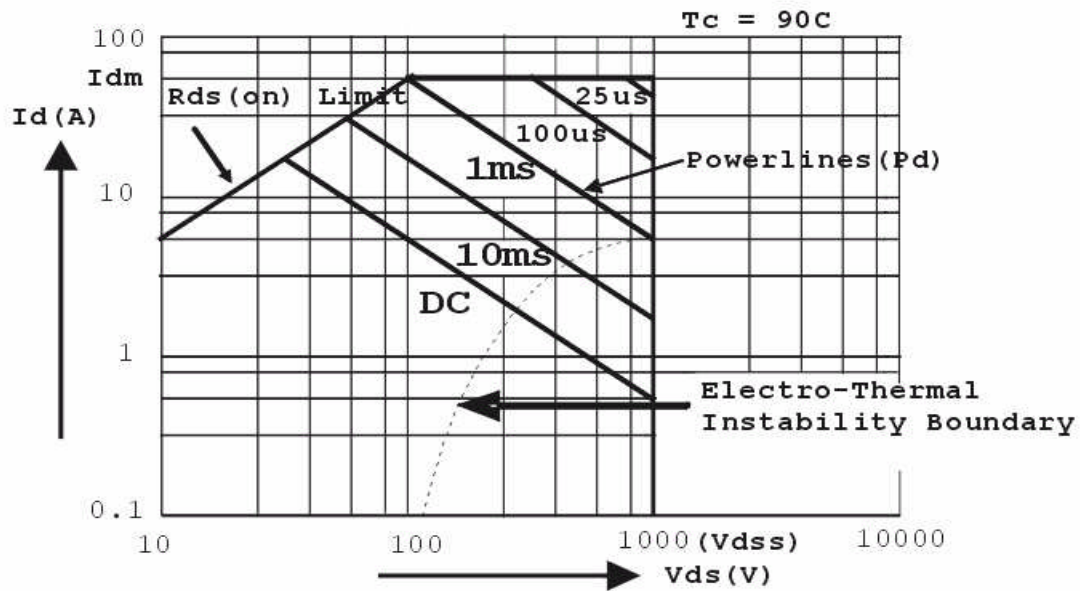 Tc = 90C
100
Idm
Rds(on) Limit
25us
Id(A)
100us
1ms
Powerlines(Pd)
10
10ms
DC
1
Electro-Thermal
Instability Boundary
0.1
10
100
1000(Vdss)
10000
Vds(V)